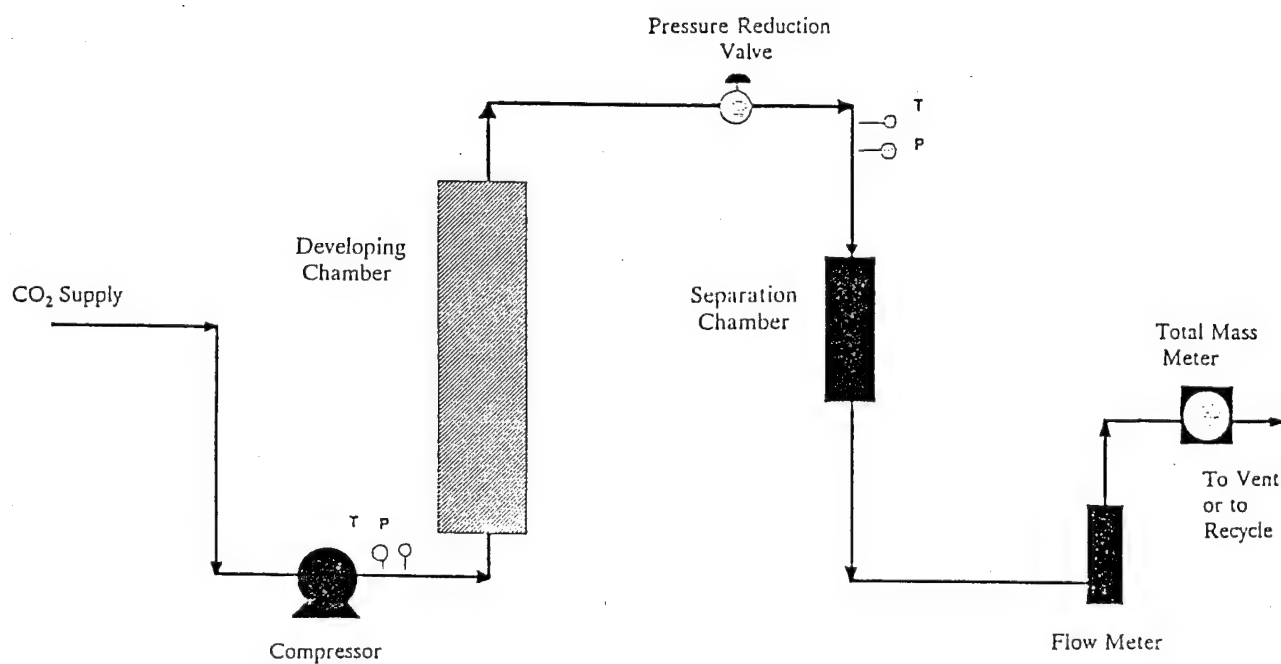 Pressure Reduction
Valve
T
P
Developing
Chamber
CO₂ Supply
Separation
Chamber
Total Mass
Meter
To Vent
or to
Recycle
T P
Compressor
Flow Meter